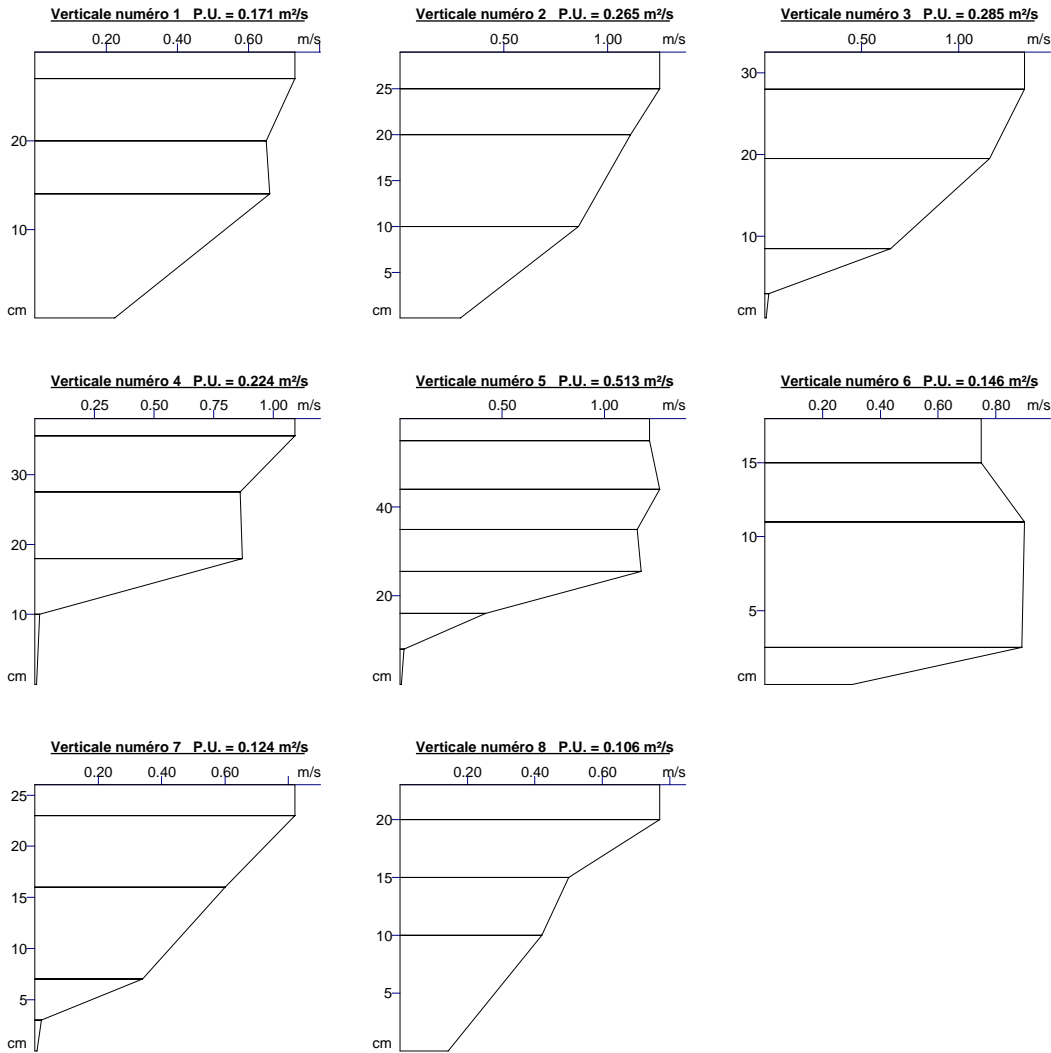 Verticale numéro 1 P.U. = 0.171 m²/s
0.20 0.40 0.60 m/s
20
10
cm
Verticale numéro 2 P.U. = 0.265 m²/s
0.50 1.00 m/s
25
20
15
10
5
cm
Verticale numéro 3 P.U. = 0.285 m²/s
0.50 1.00 m/s
30
20
10
cm
Verticale numéro 4 P.U. = 0.224 m²/s
0.25 0.50 0.75 1.00 m/s
30
20
10
cm
Verticale numéro 5 P.U. = 0.513 m²/s
0.50 1.00 m/s
40
20
cm
Verticale numéro 6 P.U. = 0.146 m²/s
0.20 0.40 0.60 0.80 m/s
15
10
5
cm
Verticale numéro 7 P.U. = 0.124 m²/s
0.20 0.40 0.60 m/s
25
20
15
10
5
cm
Verticale numéro 8 P.U. = 0.106 m²/s
0.20 0.40 0.60 m/s
20
15
10
5
cm